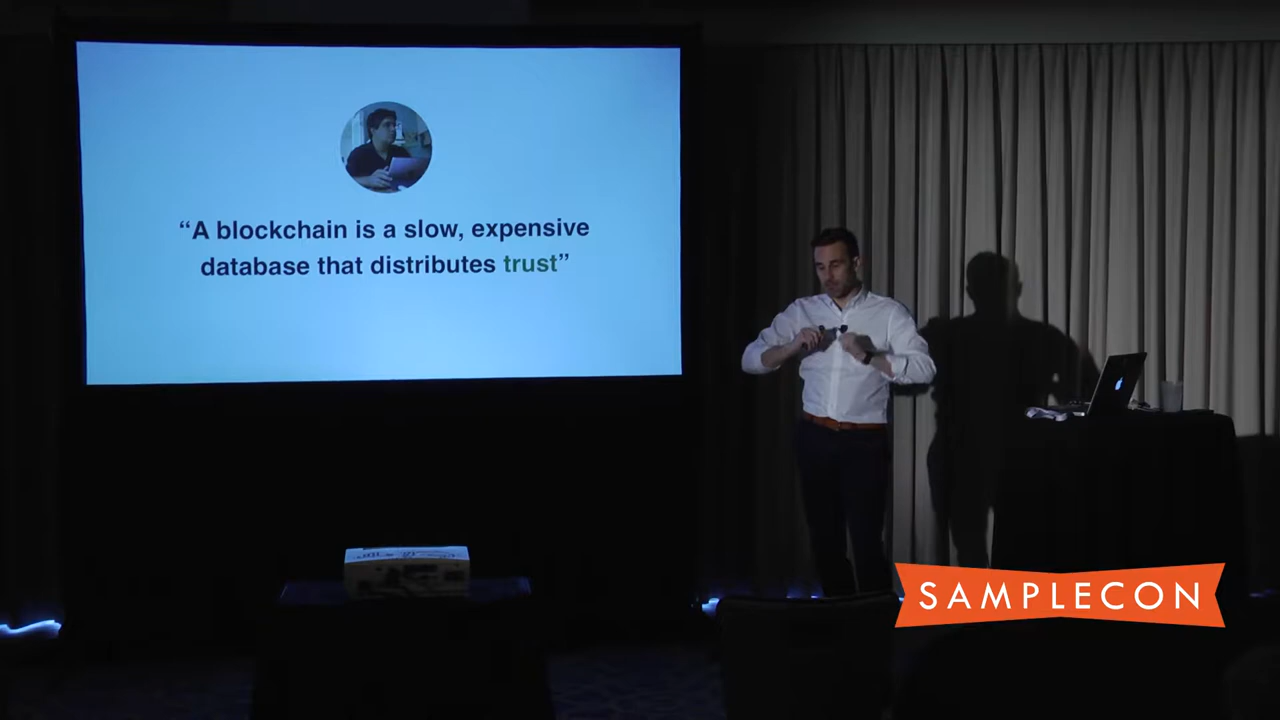 “A blockchain is a slow, expensive
database that distributes trust”
SAMPLECON